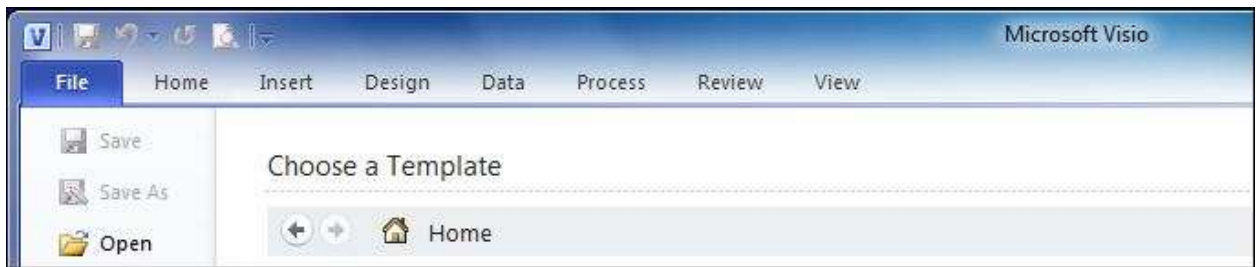 V Microsoft Visio
File Home Insert Design Data Process Review View
Save
Choose a Template
Save As
Home
Open